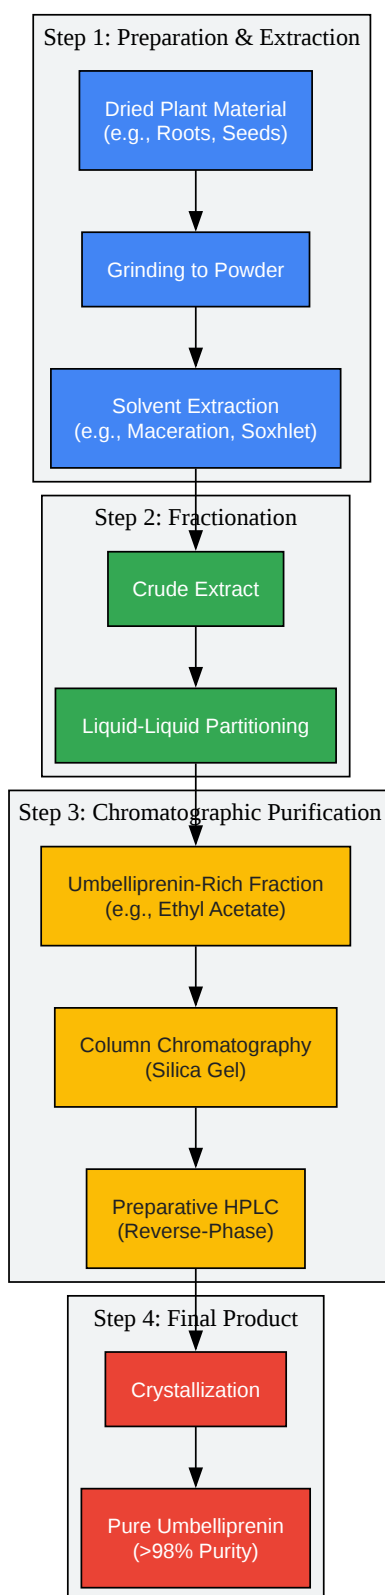 Step 1: Preparation & Extraction
Dried Plant Material
(e.g., Roots, Seeds)
Grinding to Powder
Solvent Extraction
(e.g., Maceration, Soxhlet)
Step 2: Fractionation
Crude Extract
Liquid-Liquid Partitioning
Step 3: Chromatographic Purification
Umbelliprenin-Rich Fraction
(e.g., Ethyl Acetate)
Column Chromatography
(Silica Gel)
Preparative HPLC
(Reverse-Phase)
Step 4: Final Product
Crystallization
Pure Umbelliprenin
(>98% Purity)